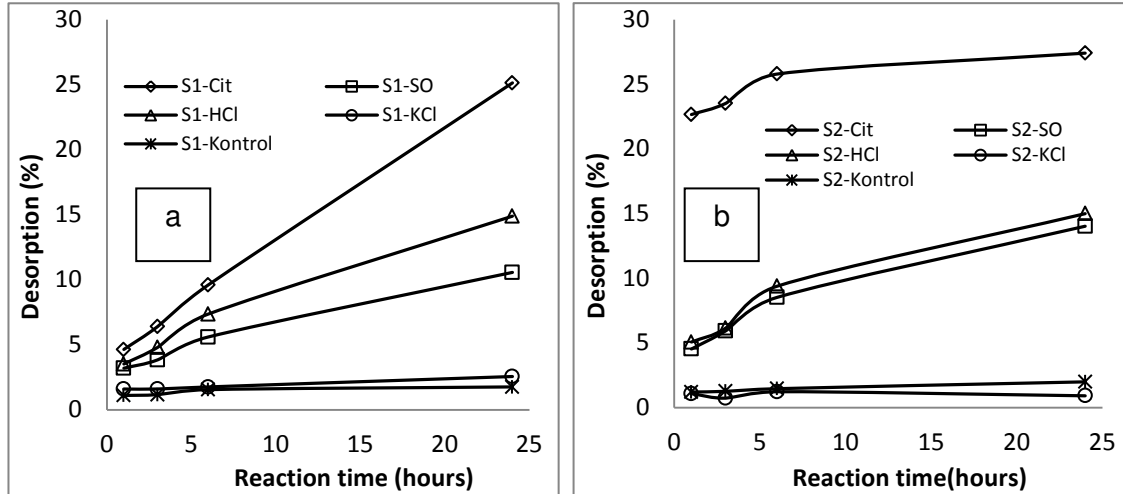 30
25
20
15
10
5
0
Desorption (%)
S1-Cit
S1-SO
S1-HCl
S1-KCl
S1-Kontrol
a
0 5 10 15 20 25
Reaction time (hours)
30
25
20
15
10
5
0
Desorption (%)
S2-Cit
S2-SO
S2-HCl
S2-KCl
S2-Kontrol
b
0 5 10 15 20 25
Reaction time(hours)